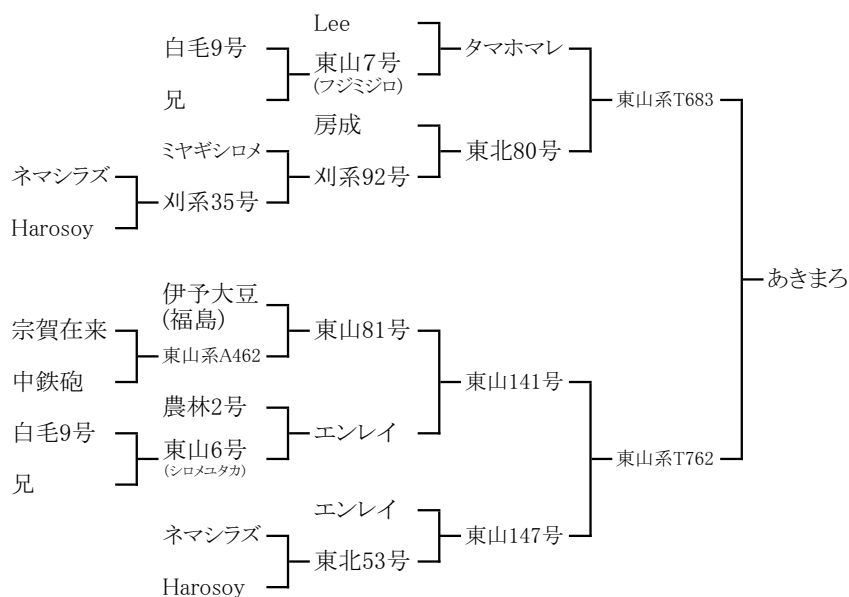 Lee
白毛9号
タマホマレ
東山7号
(フジミジロ)
兄
東山系T683
房成
ミヤギシロメ
東北80号
ネマシラズ
刈系92号
刈系35号
Harosoy
あきまろ
伊予大豆
(福島)
宗賀在来
東山81号
東山系A462
中鉄砲
東山141号
農林2号
白毛9号
エンレイ
東山6号
(シロメユタカ)
東山系T762
兄
エンレイ
ネマシラズ
東山147号
東北53号
Harosoy